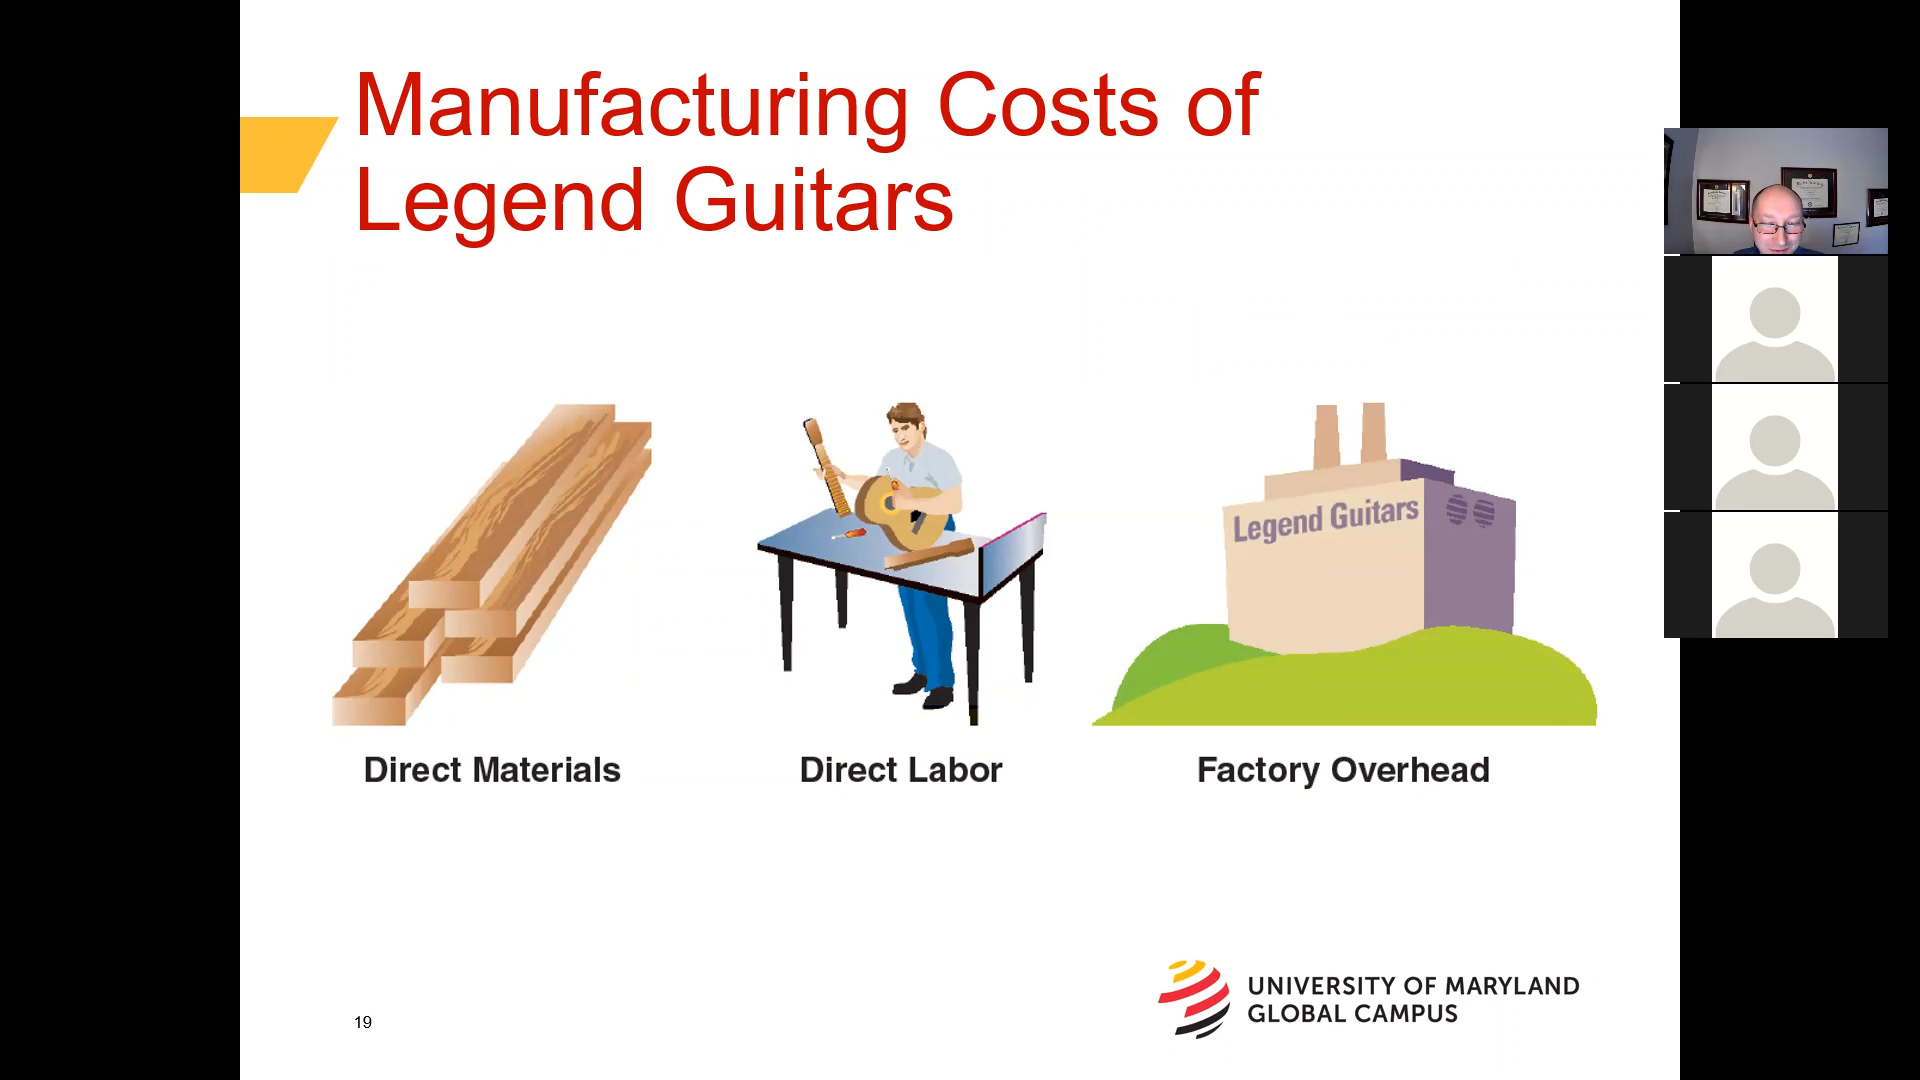 Manufacturing Costs of
Legend Guitars
Legend Guitars
Direct Materials
Direct Labor
Factory Overhead
UNIVERSITY OF MARYLAND
GLOBAL CAMPUS
19